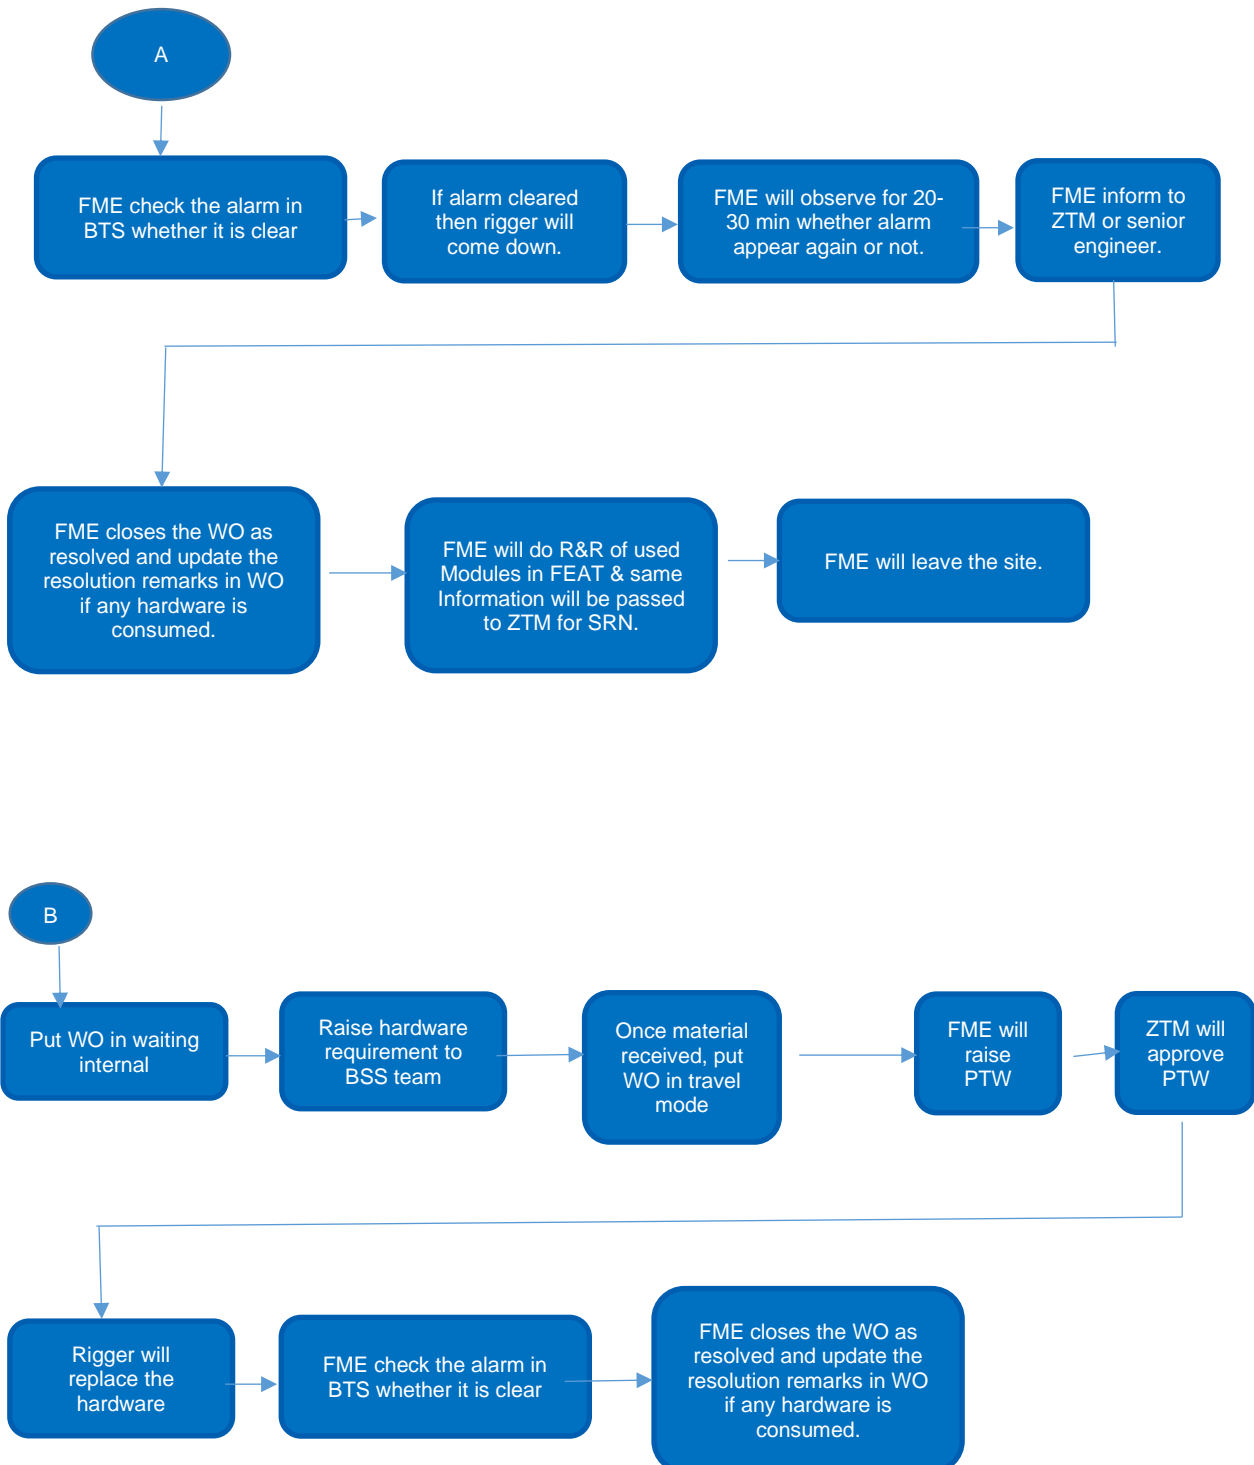 A
FME check the alarm in
BTS whether it is clear
If alarm cleared
then rigger will
come down.
FME will observe for 20-
30 min whether alarm
appear again or not.
FME inform to
ZTM or senior
engineer.
FME closes the WO as
resolved and update the
resolution remarks in WO
if any hardware is
consumed.
FME will do R&R of used
Modules in FEAT & same
Information will be passed
to ZTM for SRN.
FME will leave the site.
B
Put WO in waiting
internal
Raise hardware
requirement to
BSS team
Once material
received, put
WO in travel
mode
FME will
raise
PTW
ZTM will
approve
PTW
Rigger will
replace the
hardware
FME check the alarm in
BTS whether it is clear
FME closes the WO as
resolved and update the
resolution remarks in WO
if any hardware is
consumed.